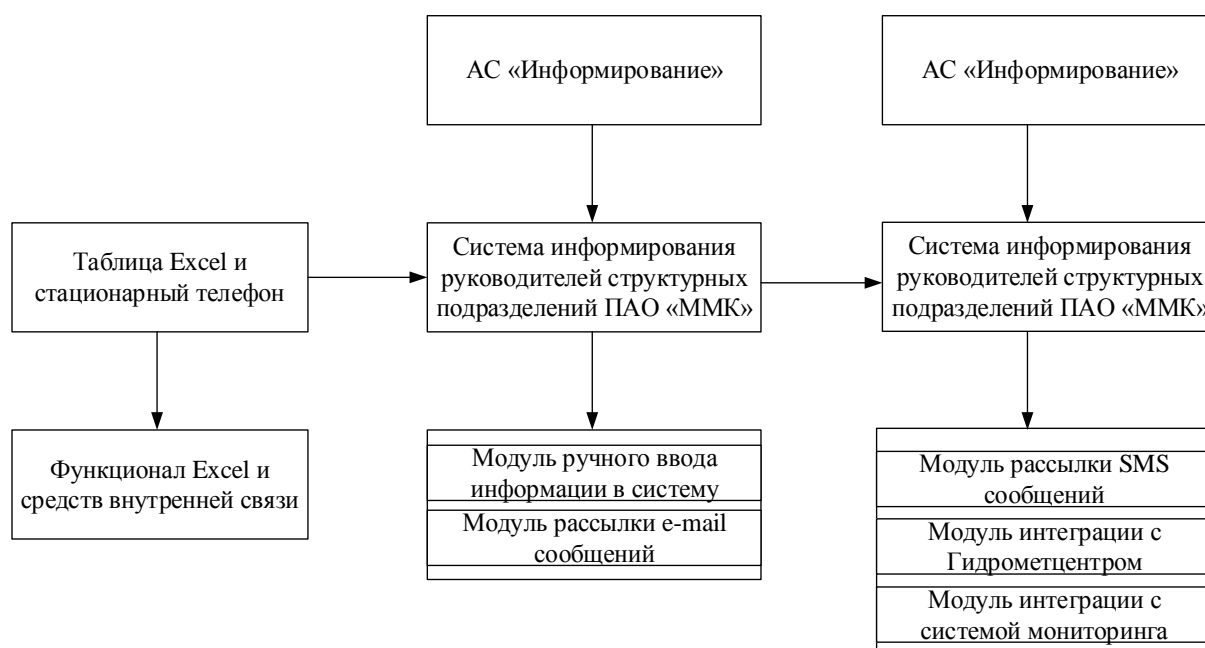 АС «Информирование»
АС «Информирование»
Таблица Excel и
стационарный телефон
Система информирования
руководителей структурных
подразделений ПАО «ММК»
Система информирования
руководителей структурных
подразделений ПАО «ММК»
Функционал Excel и
средств внутренней связи
Модуль ручного ввода
информации в систему
Модуль рассылки e-mail
сообщений
Модуль рассылки SMS
сообщений
Модуль интеграции с
Гидрометцентром
Модуль интеграции с
системой мониторинга